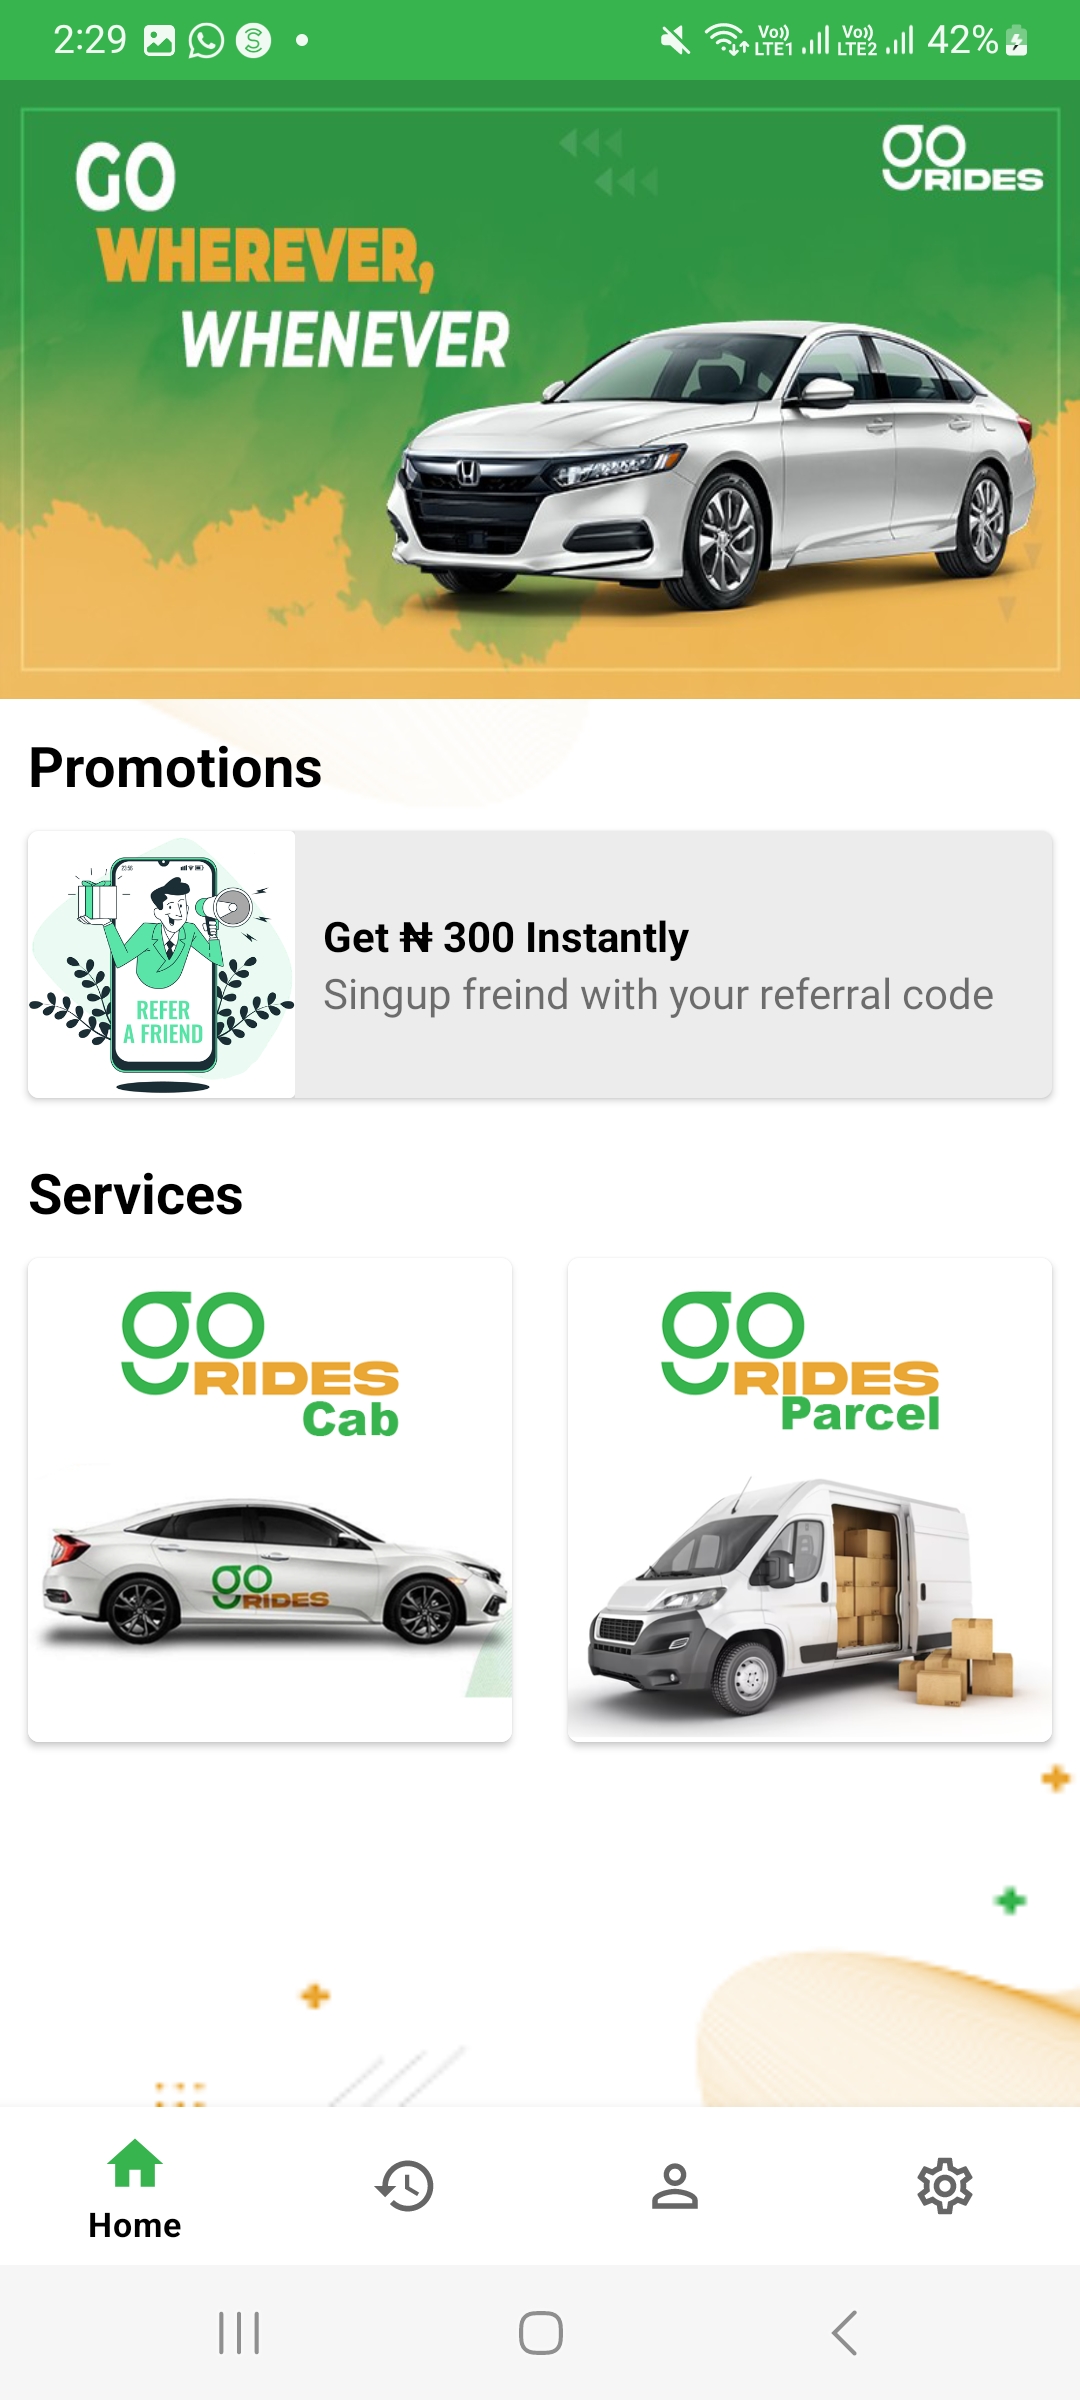 2:29
Vo)) LTE1 Vo)) LTE2 42%
GO
WHEREVER,
WHENEVER
go RIDES
Promotions
REFER
A FRIEND
Get ₦ 300 Instantly
Singup freind with your referral code
Services
go RIDES
Cab
go RIDES
Parcel
go RIDES
Home